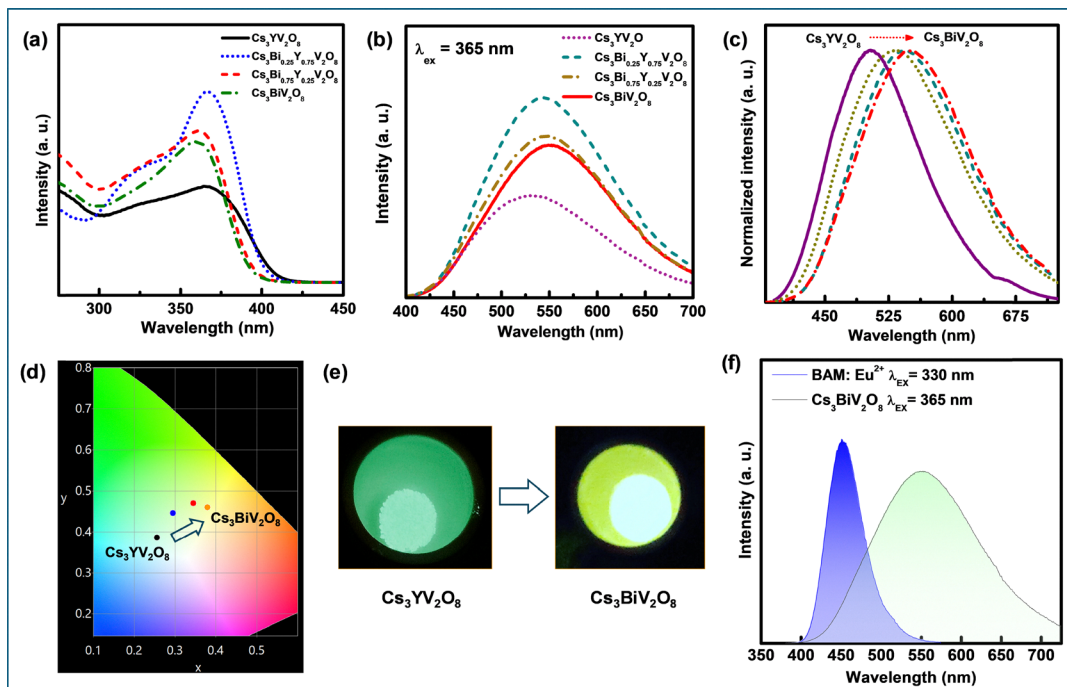 (a)
Cs₃YV₂O₈
Cs₃Bi₀.₂₅Y₀.₇₅V₂O₈
Cs₃Bi₀.₇₅Y₀.₂₅V₂O₈
Cs₃BiV₂O₈
Intensity (a. u.)
300 350 400 450
Wavelength (nm)
(b)
λex = 365 nm
Cs₃YV₂O
Cs₃Bi₀.₂₅Y₀.₇₅V₂O₈
Cs₃Bi₀.₇₅Y₀.₂₅V₂O₈
Cs₃BiV₂O₈
Intensity (a. u.)
400 450 500 550 600 650 700
Wavelength (nm)
(c)
Cs₃YV₂O₈ Cs₃BiV₂O₈
Normalized intensity (a. u.)
450 525 600 675
Wavelength (nm)
(d)
0.8
0.7
0.6
0.5
y
0.4
0.3
0.2
Cs₃BiV₂O₈
Cs₃YV₂O₈
0.1 0.2 0.3 0.4 0.5
x
(e)
Cs₃YV₂O₈
Cs₃BiV₂O₈
(f)
BAM: Eu²⁺ λEX= 330 nm
Cs₃BiV₂O₈ λEX= 365 nm
Intensity (a. u.)
350 400 450 500 550 600 650 700
Wavelength (nm)